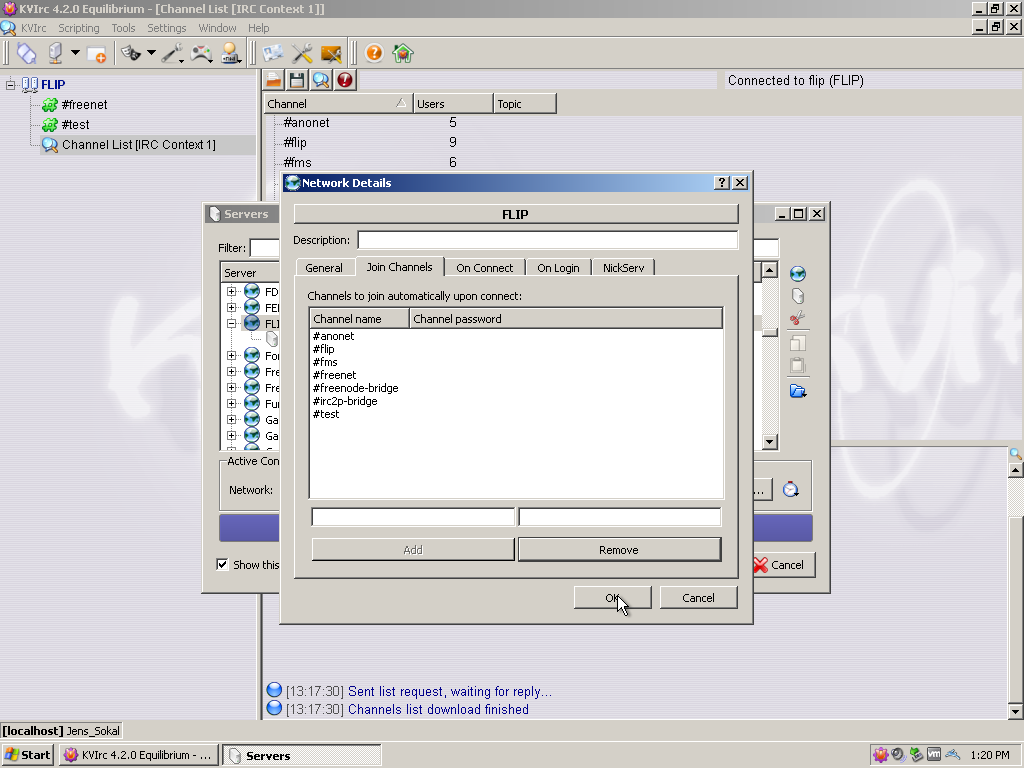 KVIrc 4.2.0 Equilibrium - [Channel List [IRC Context 1]]
KVIrc Scripting Tools Settings Window Help
FLIP
#freenet
#test
Channel List [IRC Context 1]
Connected to flip (FLIP)
Channel Users Topic
#anonet 5
#flip 9
#fms 6
Servers
Filter:
Server
FD
FE
FLI
For
Fre
Fre
Fu
Ga
Ga
Active Con
Network:
...
Show this
Cancel
Network Details
FLIP
Description:
General Join Channels On Connect On Login NickServ
Channels to join automatically upon connect:
Channel name Channel password
#anonet
#flip
#fms
#freenet
#freenode-bridge
#irc2p-bridge
#test
Add Remove
OK Cancel
[13:17:30] Sent list request, waiting for reply...
[13:17:30] Channels list download finished
[localhost] Jens_Sokal
Start KVIrc 4.2.0 Equilibrium - ... Servers 1:20 PM